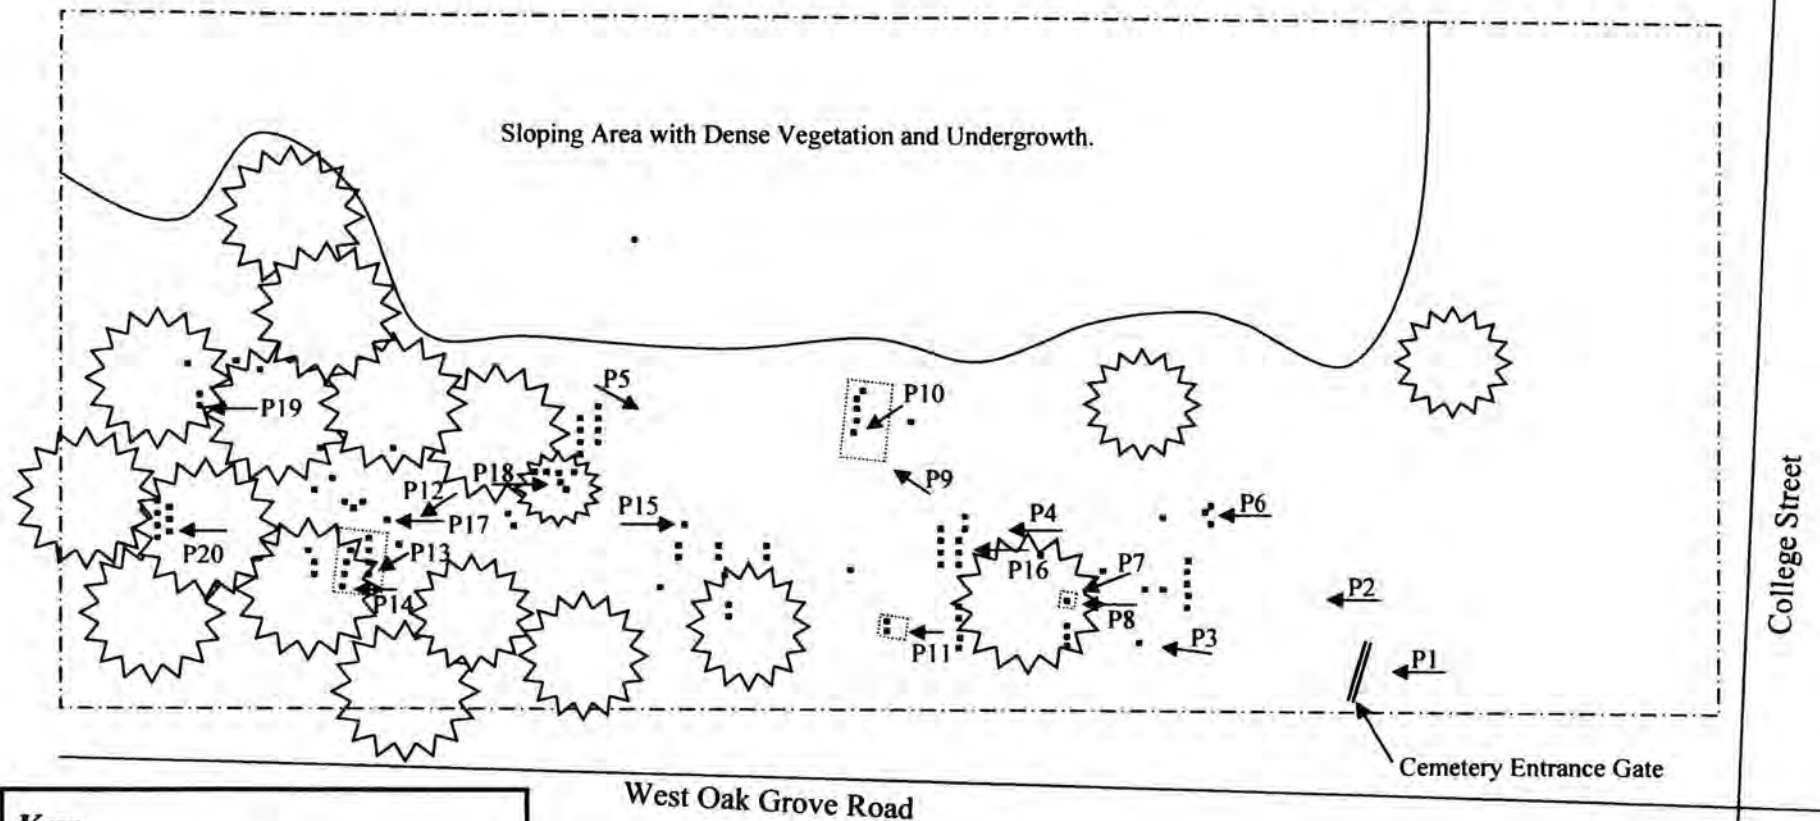 Sloping Area with Dense Vegetation and Undergrowth.
P5
P10
P19
P18
P12
P9
P15
P17
P4
P6
P20
P13
P16
P7
P14
P8
P2
P11
P3
P1
College Street
Cemetery Entrance Gate
West Oak Grove Road